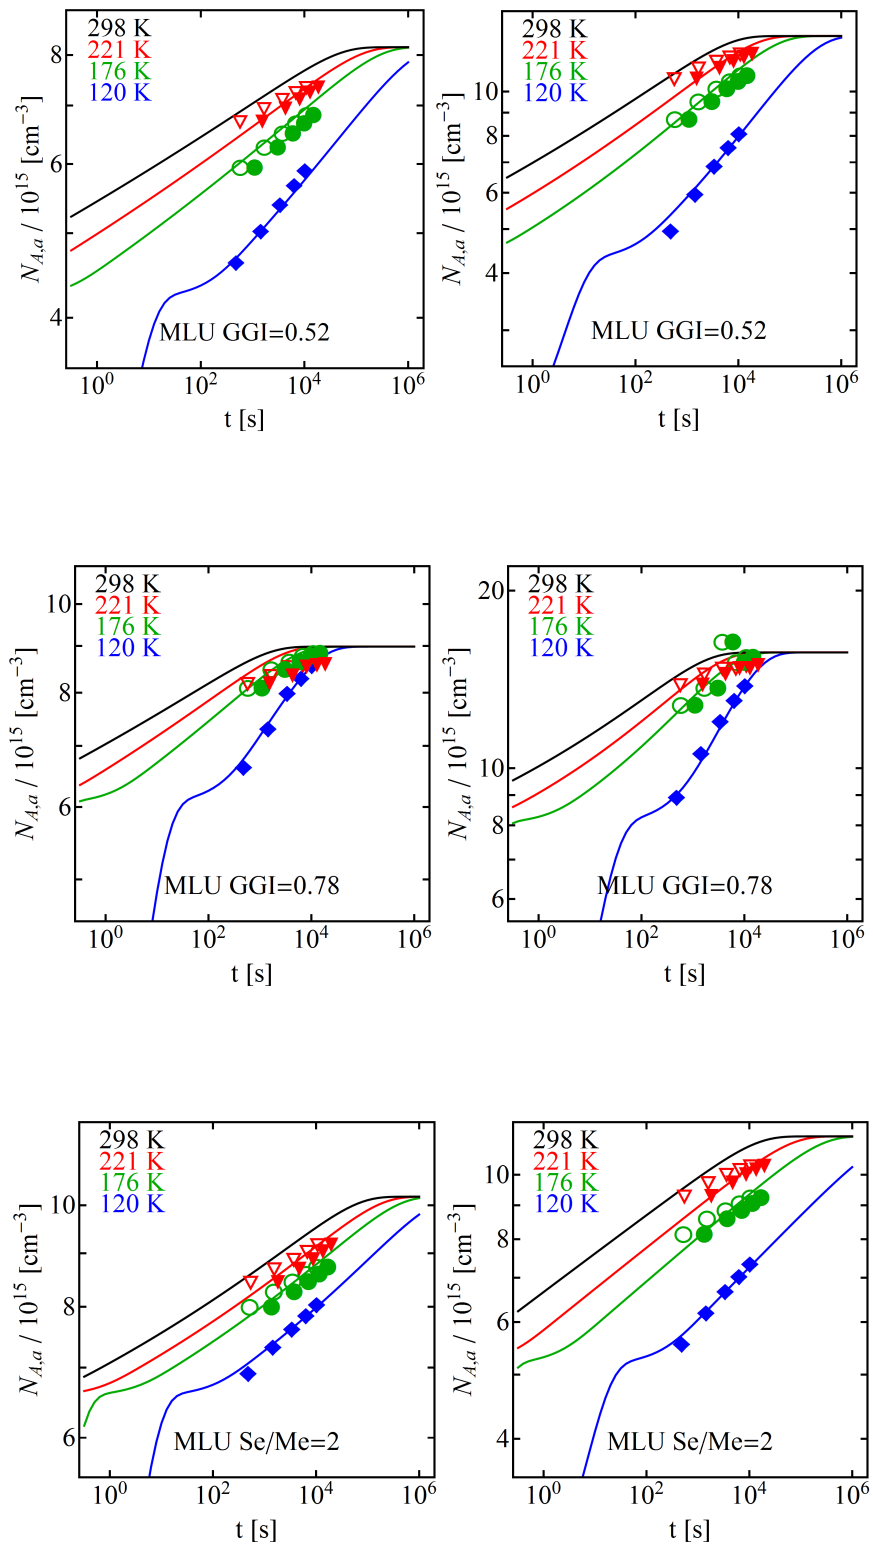 298 K
221 K
176 K
120 K
8
6
4
N_{A,a} / 10^{15} [cm^{-3}]
MLU GGI=0.52
10^0 10^2 10^4 10^6
t [s]
298 K
221 K
176 K
120 K
10
8
6
4
N_{A,a} / 10^{15} [cm^{-3}]
MLU GGI=0.52
10^0 10^2 10^4 10^6
t [s]
298 K
221 K
176 K
120 K
10
8
6
N_{A,a} / 10^{15} [cm^{-3}]
MLU GGI=0.78
10^0 10^2 10^4 10^6
t [s]
298 K
221 K
176 K
120 K
20
10
8
6
N_{A,a} / 10^{15} [cm^{-3}]
MLU GGI=0.78
10^0 10^2 10^4 10^6
t [s]
298 K
221 K
176 K
120 K
10
8
6
N_{A,a} / 10^{15} [cm^{-3}]
MLU Se/Me=2
10^0 10^2 10^4 10^6
t [s]
298 K
221 K
176 K
120 K
10
8
6
4
N_{A,a} / 10^{15} [cm^{-3}]
MLU Se/Me=2
10^0 10^2 10^4 10^6
t [s]